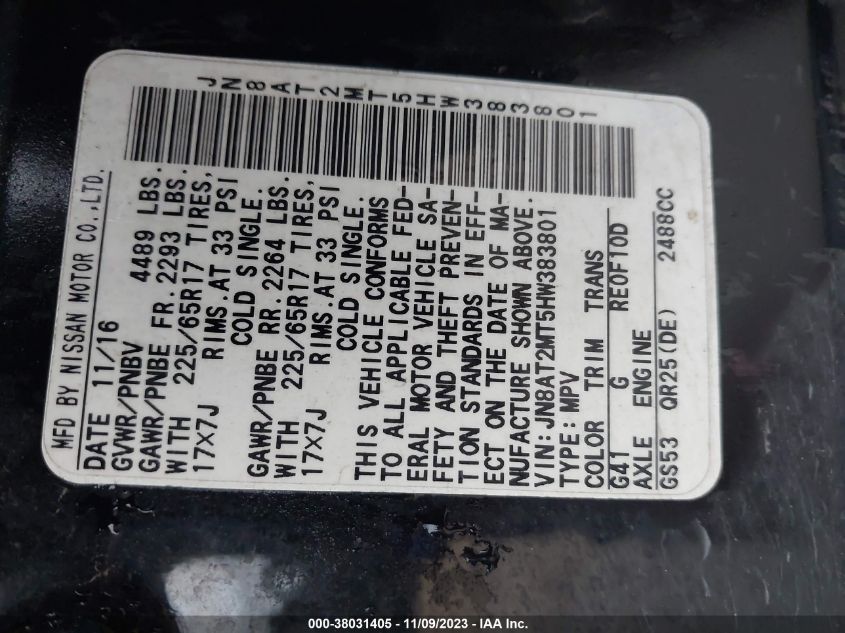 JN8AT2MT5HW383801
MFD BY NISSAN MOTOR CO.,LTD.
DATE 11/16
GVWR/PNBV 4489 LBS.
GAWR/PNBE FR.2293 LBS.
WITH 225/65R17 TIRES,
17X7J RIMS.AT 33 PSI
COLD SINGLE.
GAWR/PNBE RR.2264 LBS.
WITH 225/65R17 TIRES,
17X7J RIMS.AT 33 PSI
COLD SINGLE.
THIS VEHICLE CONFORMS
TO ALL APPLICABLE FED-
ERAL MOTOR VEHICLE SA-
FETY AND THEFT PREVEN-
TION STANDARDS IN EFF-
ECT ON THE DATE OF MA-
NUFACTURE SHOWN ABOVE.
VIN:JN8AT2MT5HW383801
TYPE:MPV
COLOR TRIM TRANS
G41 G RE0F10D
AXLE ENGINE
GS53 QR25(DE) 2488CC
000-38031405 - 11/09/2023 - IAA Inc.